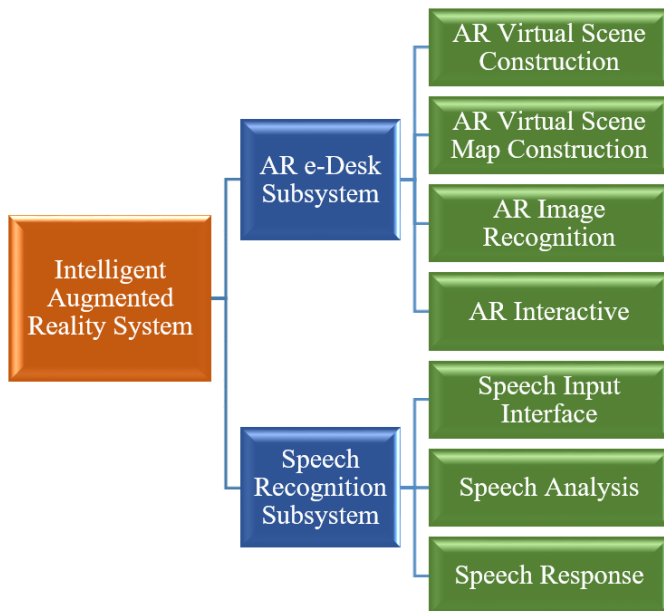 Intelligent
Augmented
Reality System
AR e-Desk
Subsystem
AR Virtual Scene
Construction
AR Virtual Scene
Map Construction
AR Image
Recognition
AR Interactive
Speech
Recognition
Subsystem
Speech Input
Interface
Speech Analysis
Speech Response